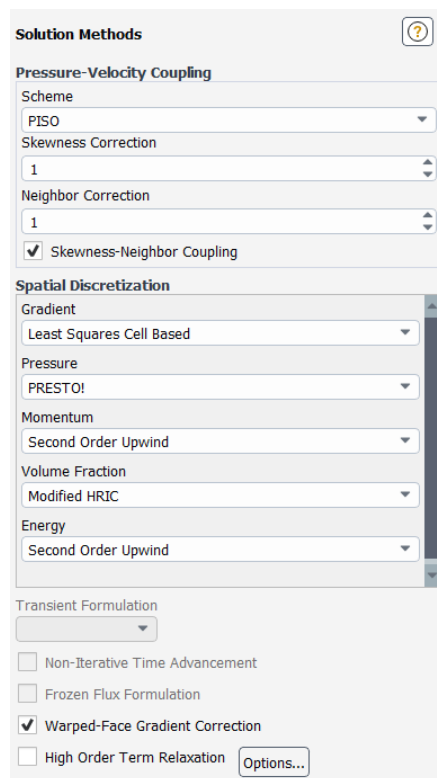 Solution Methods
?
Pressure-Velocity Coupling
Scheme
PISO
Skewness Correction
1
Neighbor Correction
1
Skewness-Neighbor Coupling
Spatial Discretization
Gradient
Least Squares Cell Based
Pressure
PRESTO!
Momentum
Second Order Upwind
Volume Fraction
Modified HRIC
Energy
Second Order Upwind
Transient Formulation
Non-Iterative Time Advancement
Frozen Flux Formulation
Warped-Face Gradient Correction
High Order Term Relaxation Options...